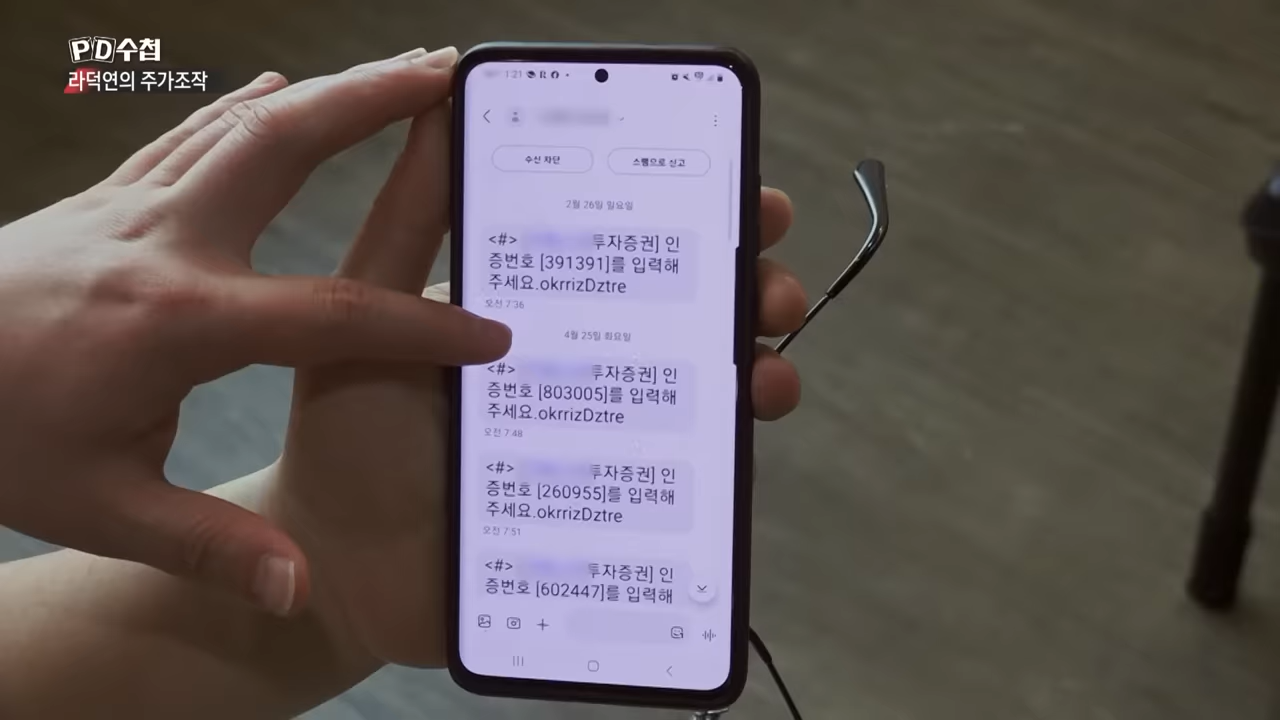 PD수첩
라덕연의 주가조작
1:21
수신 차단
스팸으로 신고
2월 26일 일요일
<#> 투자증권] 인
증번호 [391391]를 입력해
주세요.okrrizDztre
오전 7:36
4월 25일 화요일
<#> 투자증권] 인
증번호 [803005]를 입력해
주세요.okrrizDztre
오전 7:48
<#> 투자증권] 인
증번호 [260955]를 입력해
주세요.okrrizDztre
오전 7:51
<#> 투자증권] 인
증번호 [602447]를 입력해